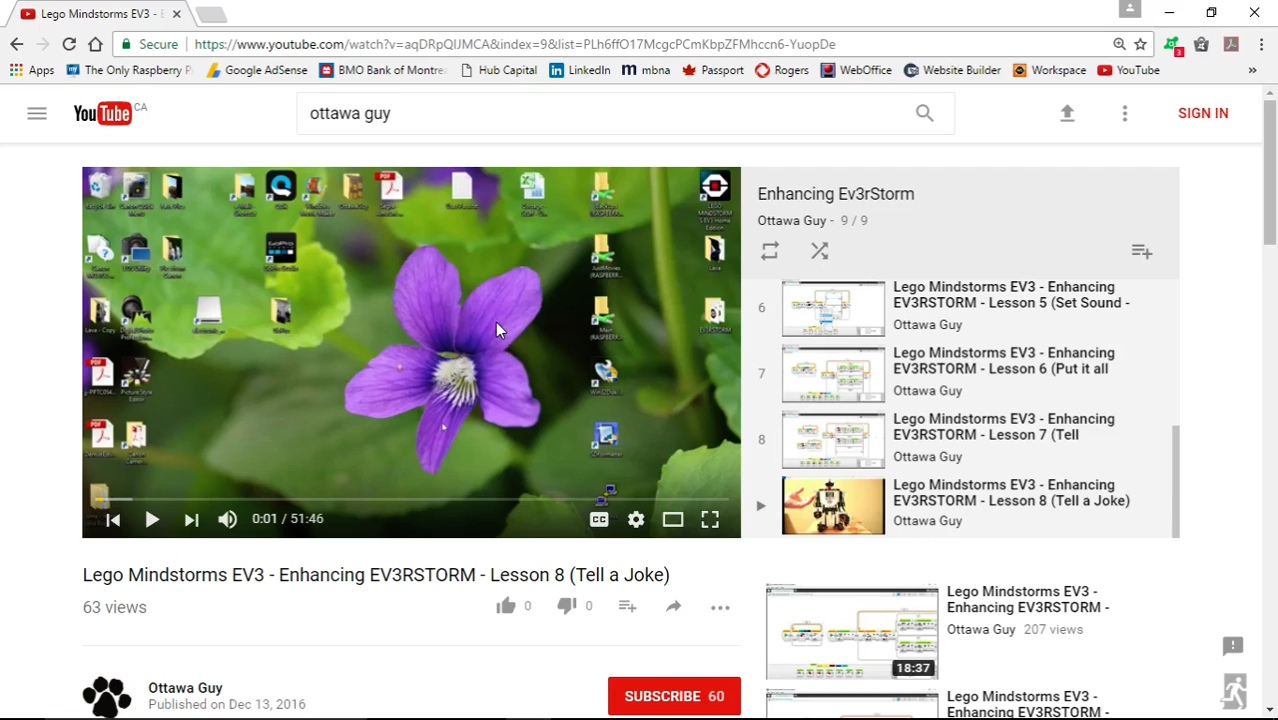 Lego Mindstorms EV3 - E
Secure
https://www.youtube.com/watch?v=aqDRpQIJMCA&index=9&list=PLh6ffO17McgcPCmKbpZFMhccn6-YuopDe
3
Apps
The Only Raspberry P
Google AdSense
BMO Bank of Montre
Hub Capital
LinkedIn
mbna
Passport
Rogers
WebOffice
Website Builder
Workspace
YouTube
YouTube CA
ottawa guy
SIGN IN
Enhancing Ev3rStorm
Ottawa Guy - 9 / 9
6
Lego Mindstorms EV3 - Enhancing
EV3RSTORM - Lesson 5 (Set Sound -
Ottawa Guy
7
Lego Mindstorms EV3 - Enhancing
EV3RSTORM - Lesson 6 (Put it all
Ottawa Guy
8
Lego Mindstorms EV3 - Enhancing
EV3RSTORM - Lesson 7 (Tell
Ottawa Guy
Lego Mindstorms EV3 - Enhancing
EV3RSTORM - Lesson 8 (Tell a Joke)
Ottawa Guy
0:01 / 51:46
CC
Lego Mindstorms EV3 - Enhancing EV3RSTORM - Lesson 8 (Tell a Joke)
63 views
0
0
Ottawa Guy
Published on Dec 13, 2016
SUBSCRIBE 60
Lego Mindstorms EV3 -
Enhancing EV3RSTORM -
Ottawa Guy 207 views
18:37
Lego Mindstorms EV3 -
Enhancing EV3RSTORM -